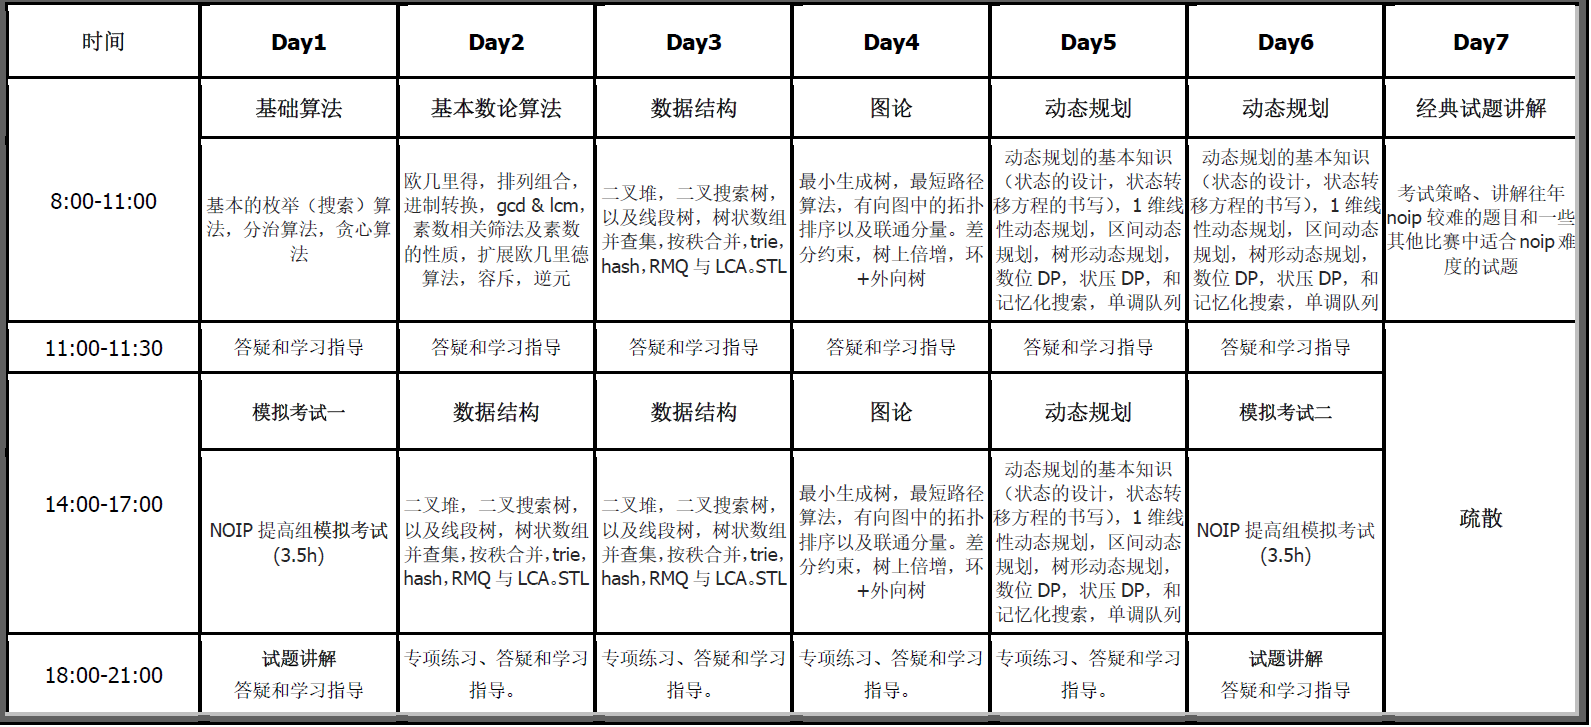 时间
Day1
Day2
Day3
Day4
Day5
Day6
Day7
8:00-11:00
基础算法
基本数论算法
数据结构
图论
动态规划
动态规划
经典试题讲解
基本的枚举（搜索）算
法，分治算法，贪心算
法
欧几里得，排列组合，
进制转换，gcd & lcm，
素数相关筛法及素数
的性质，扩展欧几里德
算法，容斥，逆元
二叉堆，二叉搜索树，
以及线段树，树状数组
并查集，按秩合并，trie，
hash，RMQ 与 LCA。STL
最小生成树，最短路径
算法，有向图中的拓扑
排序以及联通分量。差
分约束，树上倍增，环
+外向树
动态规划的基本知识
（状态的设计，状态转
移方程的书写），1 维线
性动态规划，区间动态
规划，树形动态规划，
数位 DP，状压 DP，和
记忆化搜索，单调队列
动态规划的基本知识
（状态的设计，状态转
移方程的书写），1 维线
性动态规划，区间动态
规划，树形动态规划，
数位 DP，状压 DP，和
记忆化搜索，单调队列
考试策略、讲解往年
noip 较难的题目和一些
其他比赛中适合 noip 难
度的试题
11:00-11:30
答疑和学习指导
答疑和学习指导
答疑和学习指导
答疑和学习指导
答疑和学习指导
答疑和学习指导
14:00-17:00
模拟考试一
数据结构
数据结构
图论
动态规划
模拟考试二
NOIP 提高组模拟考试
(3.5h)
二叉堆，二叉搜索树，
以及线段树，树状数组
并查集，按秩合并，trie，
hash，RMQ 与 LCA。STL
二叉堆，二叉搜索树，
以及线段树，树状数组
并查集，按秩合并，trie，
hash，RMQ 与 LCA。STL
最小生成树，最短路径
算法，有向图中的拓扑
排序以及联通分量。差
分约束，树上倍增，环
+外向树
动态规划的基本知识
（状态的设计，状态转
移方程的书写），1 维线
性动态规划，区间动态
规划，树形动态规划，
数位 DP，状压 DP，和
记忆化搜索，单调队列
NOIP 提高组模拟考试
(3.5h)
疏散
18:00-21:00
试题讲解
答疑和学习指导
专项练习、答疑和学习
指导。
专项练习、答疑和学习
指导。
专项练习、答疑和学习
指导。
专项练习、答疑和学习
指导。
试题讲解
答疑和学习指导